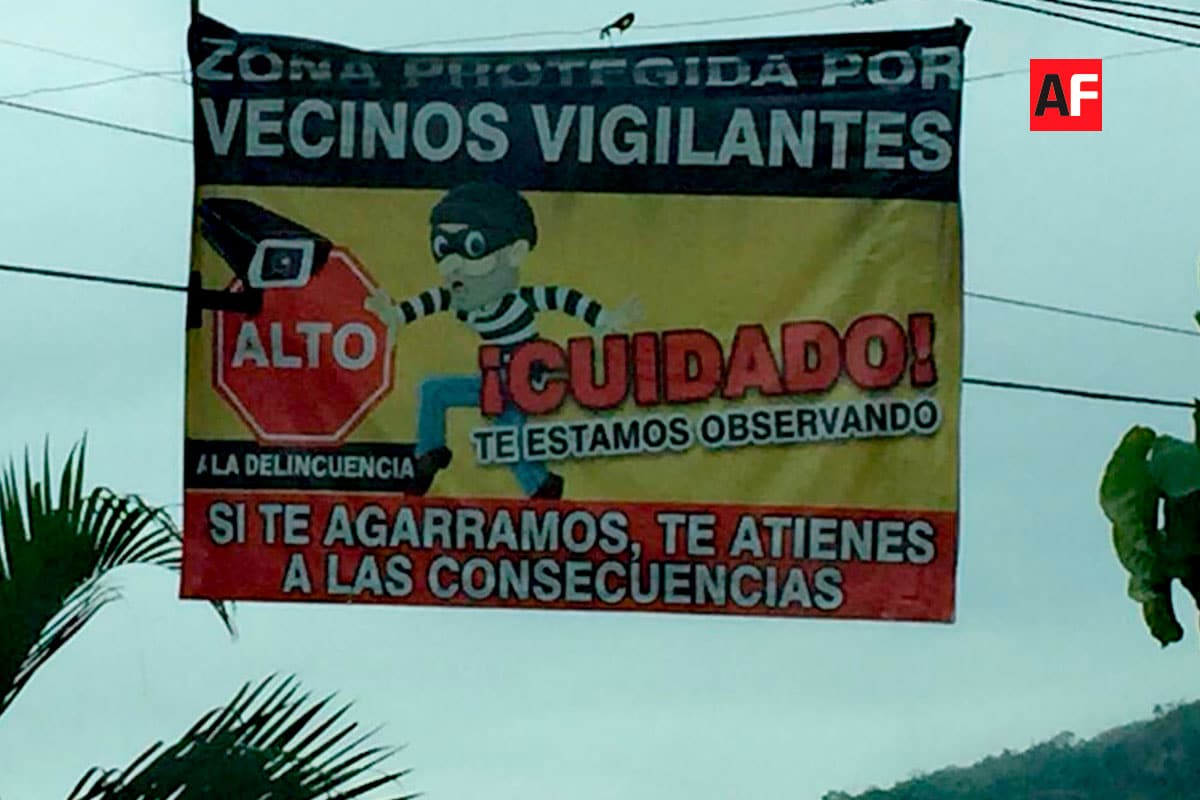 ZONA PROTEGIDA POR
VECINOS VIGILANTES
AF
ALTO
A LA DELINCUENCIA
¡CUIDADO!
TE ESTAMOS OBSERVANDO
SI TE AGARRAMOS, TE ATIENES
A LAS CONSECUENCIAS